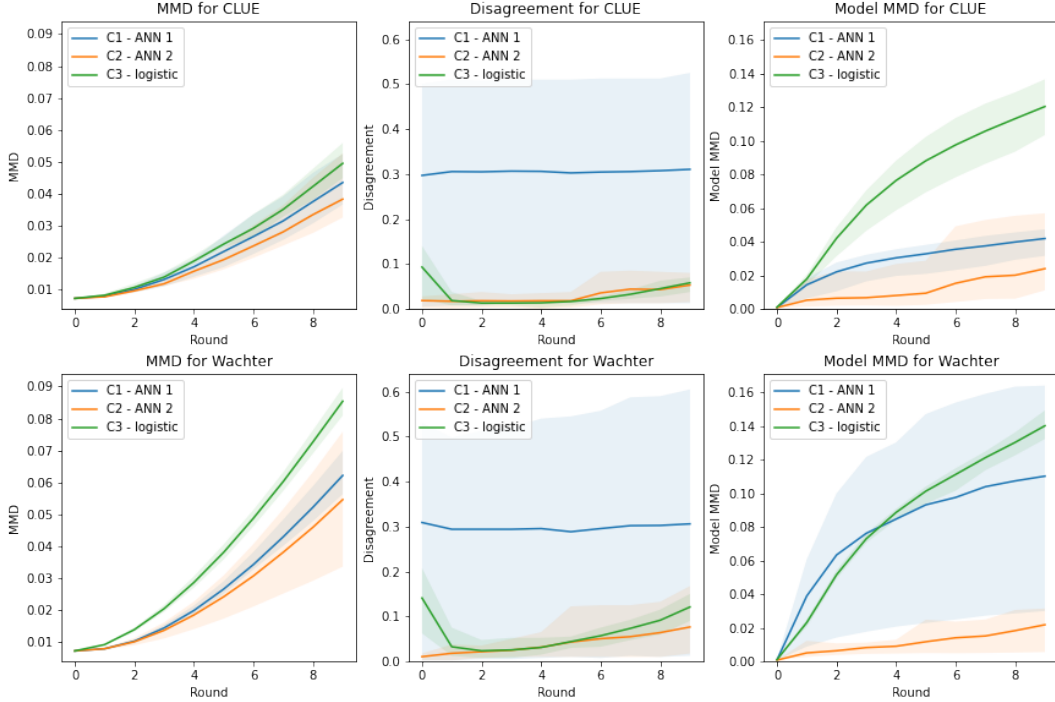 MMD for CLUE
0.09
0.08
0.07
0.06
0.05
0.04
0.03
0.02
0.01
MMD
C1 - ANN 1
C2 - ANN 2
C3 - logistic
0 2 4 6 8
Round
Disagreement for CLUE
0.6
0.5
0.4
0.3
0.2
0.1
0.0
Disagreement
C1 - ANN 1
C2 - ANN 2
C3 - logistic
0 2 4 6 8
Round
Model MMD for CLUE
0.16
0.14
0.12
0.10
0.08
0.06
0.04
0.02
0.00
Model MMD
C1 - ANN 1
C2 - ANN 2
C3 - logistic
0 2 4 6 8
Round
MMD for Wachter
0.09
0.08
0.07
0.06
0.05
0.04
0.03
0.02
0.01
MMD
C1 - ANN 1
C2 - ANN 2
C3 - logistic
0 2 4 6 8
Round
Disagreement for Wachter
0.6
0.5
0.4
0.3
0.2
0.1
0.0
Disagreement
C1 - ANN 1
C2 - ANN 2
C3 - logistic
0 2 4 6 8
Round
Model MMD for Wachter
0.16
0.14
0.12
0.10
0.08
0.06
0.04
0.02
0.00
Model MMD
C1 - ANN 1
C2 - ANN 2
C3 - logistic
0 2 4 6 8
Round